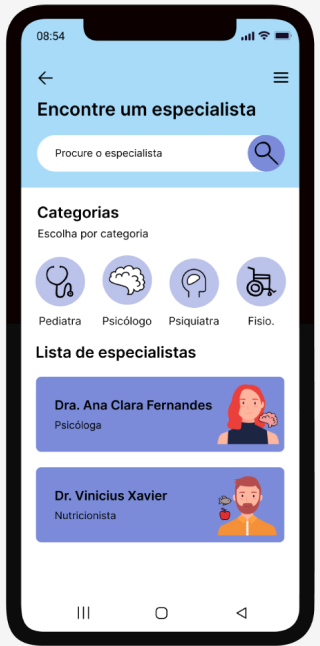 08:54
Encontre um especialista
Procure o especialista
Categorias
Escolha por categoria
Pediatra
Psicólogo
Psiquiatra
Fisio.
Lista de especialistas
Dra. Ana Clara Fernandes
Psicóloga
Dr. Vinicius Xavier
Nutricionista